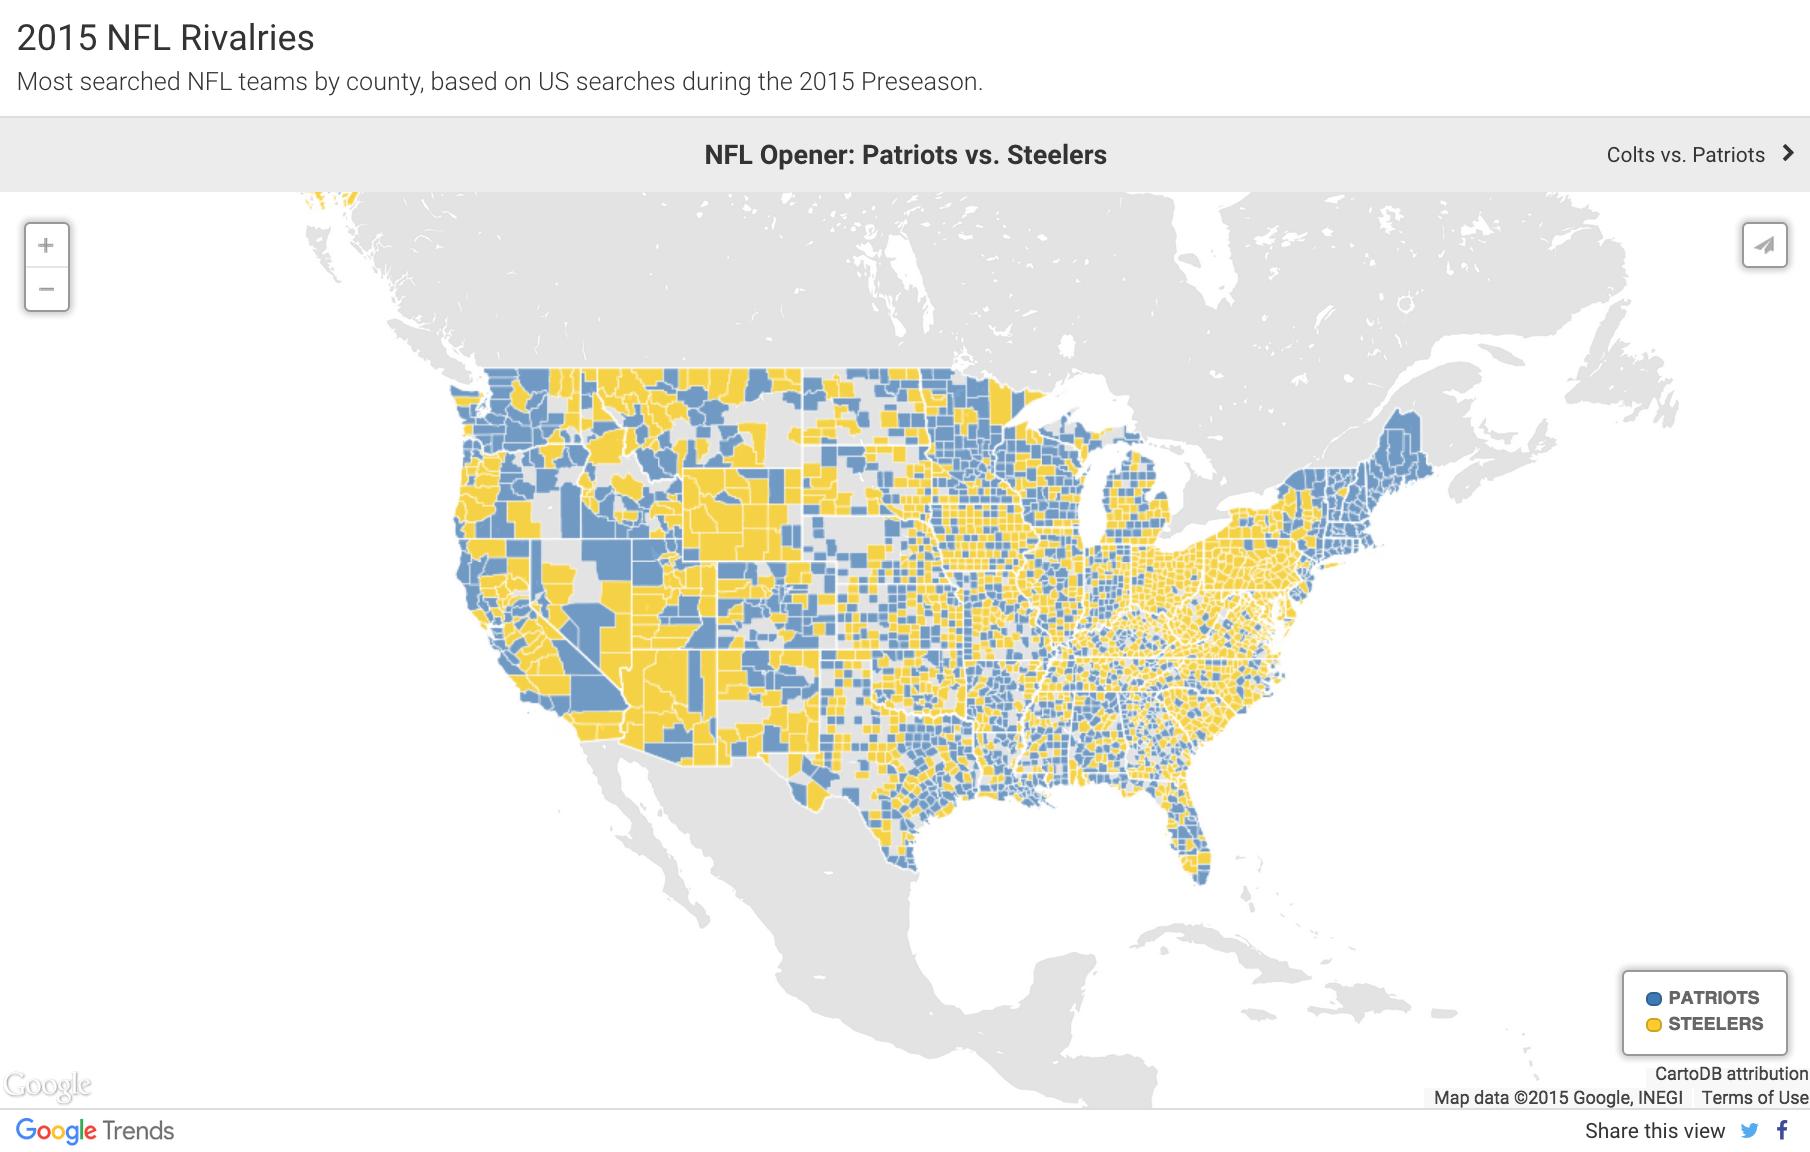 2015 NFL Rivalries
Most searched NFL teams by county, based on US searches during the 2015 Preseason.
NFL Opener: Patriots vs. Steelers
Colts vs. Patriots
+
−
PATRIOTS
STEELERS
CartoDB attribution
Google
Map data ©2015 Google, INEGI Terms of Use
Google Trends
Share this view